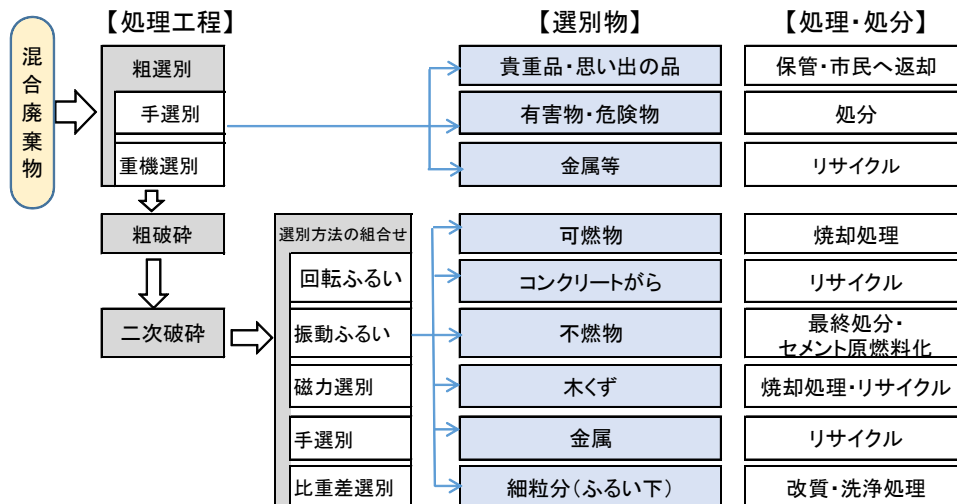 【処理工程】
【選別物】
【処理・処分】
混合廃棄物
粗選別
手選別
重機選別
貴重品・思い出の品
保管・市民へ返却
有害物・危険物
処分
金属等
リサイクル
粗破砕
二次破砕
選別方法の組合せ
回転ふるい
振動ふるい
磁力選別
手選別
比重差選別
可燃物
焼却処理
コンクリートがら
リサイクル
不燃物
最終処分・
セメント原燃料化
木くず
焼却処理・リサイクル
金属
リサイクル
細粒分（ふるい下）
改質・洗浄処理